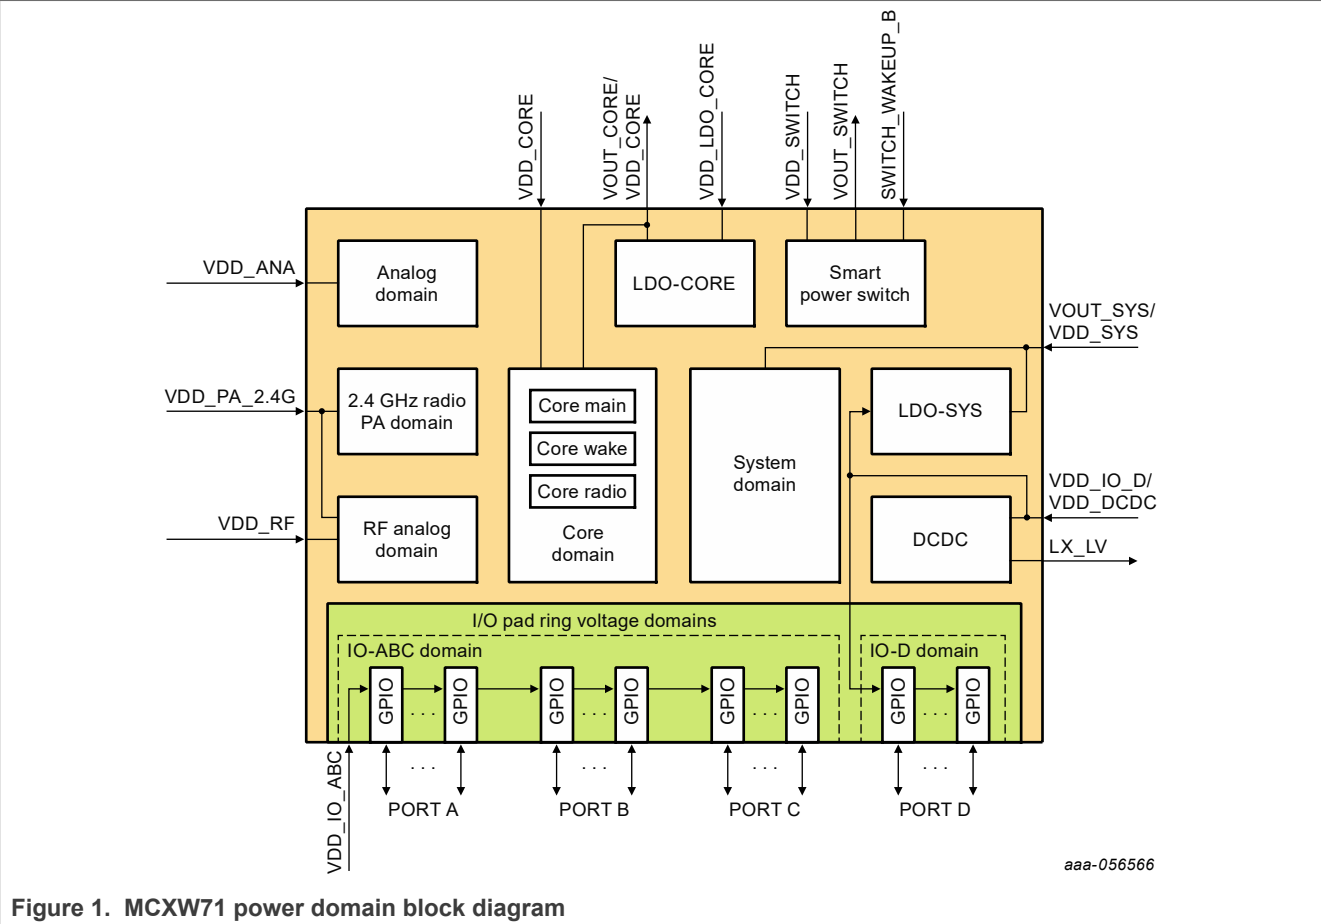 VDD_CORE
VOUT_CORE/
VDD_CORE
VDD_LDO_CORE
VDD_SWITCH
VOUT_SWITCH
SWITCH_WAKEUP_B
VDD_ANA
Analog
domain
LDO-CORE
Smart
power switch
VOUT_SYS/
VDD_SYS
VDD_PA_2.4G
2.4 GHz radio
PA domain
Core main
Core wake
Core radio
Core
domain
System
domain
LDO-SYS
VDD_IO_D/
VDD_DCDC
VDD_RF
RF analog
domain
DCDC
LX_LV
I/O pad ring voltage domains
IO-ABC domain
IO-D domain
GPIO
. . .
GPIO
GPIO
. . .
GPIO
GPIO
. . .
GPIO
GPIO
. . .
GPIO
VDD_IO_ABC
. . .
. . .
. . .
. . .
PORT A
PORT B
PORT C
PORT D
aaa-056566
Figure 1. MCXW71 power domain block diagram